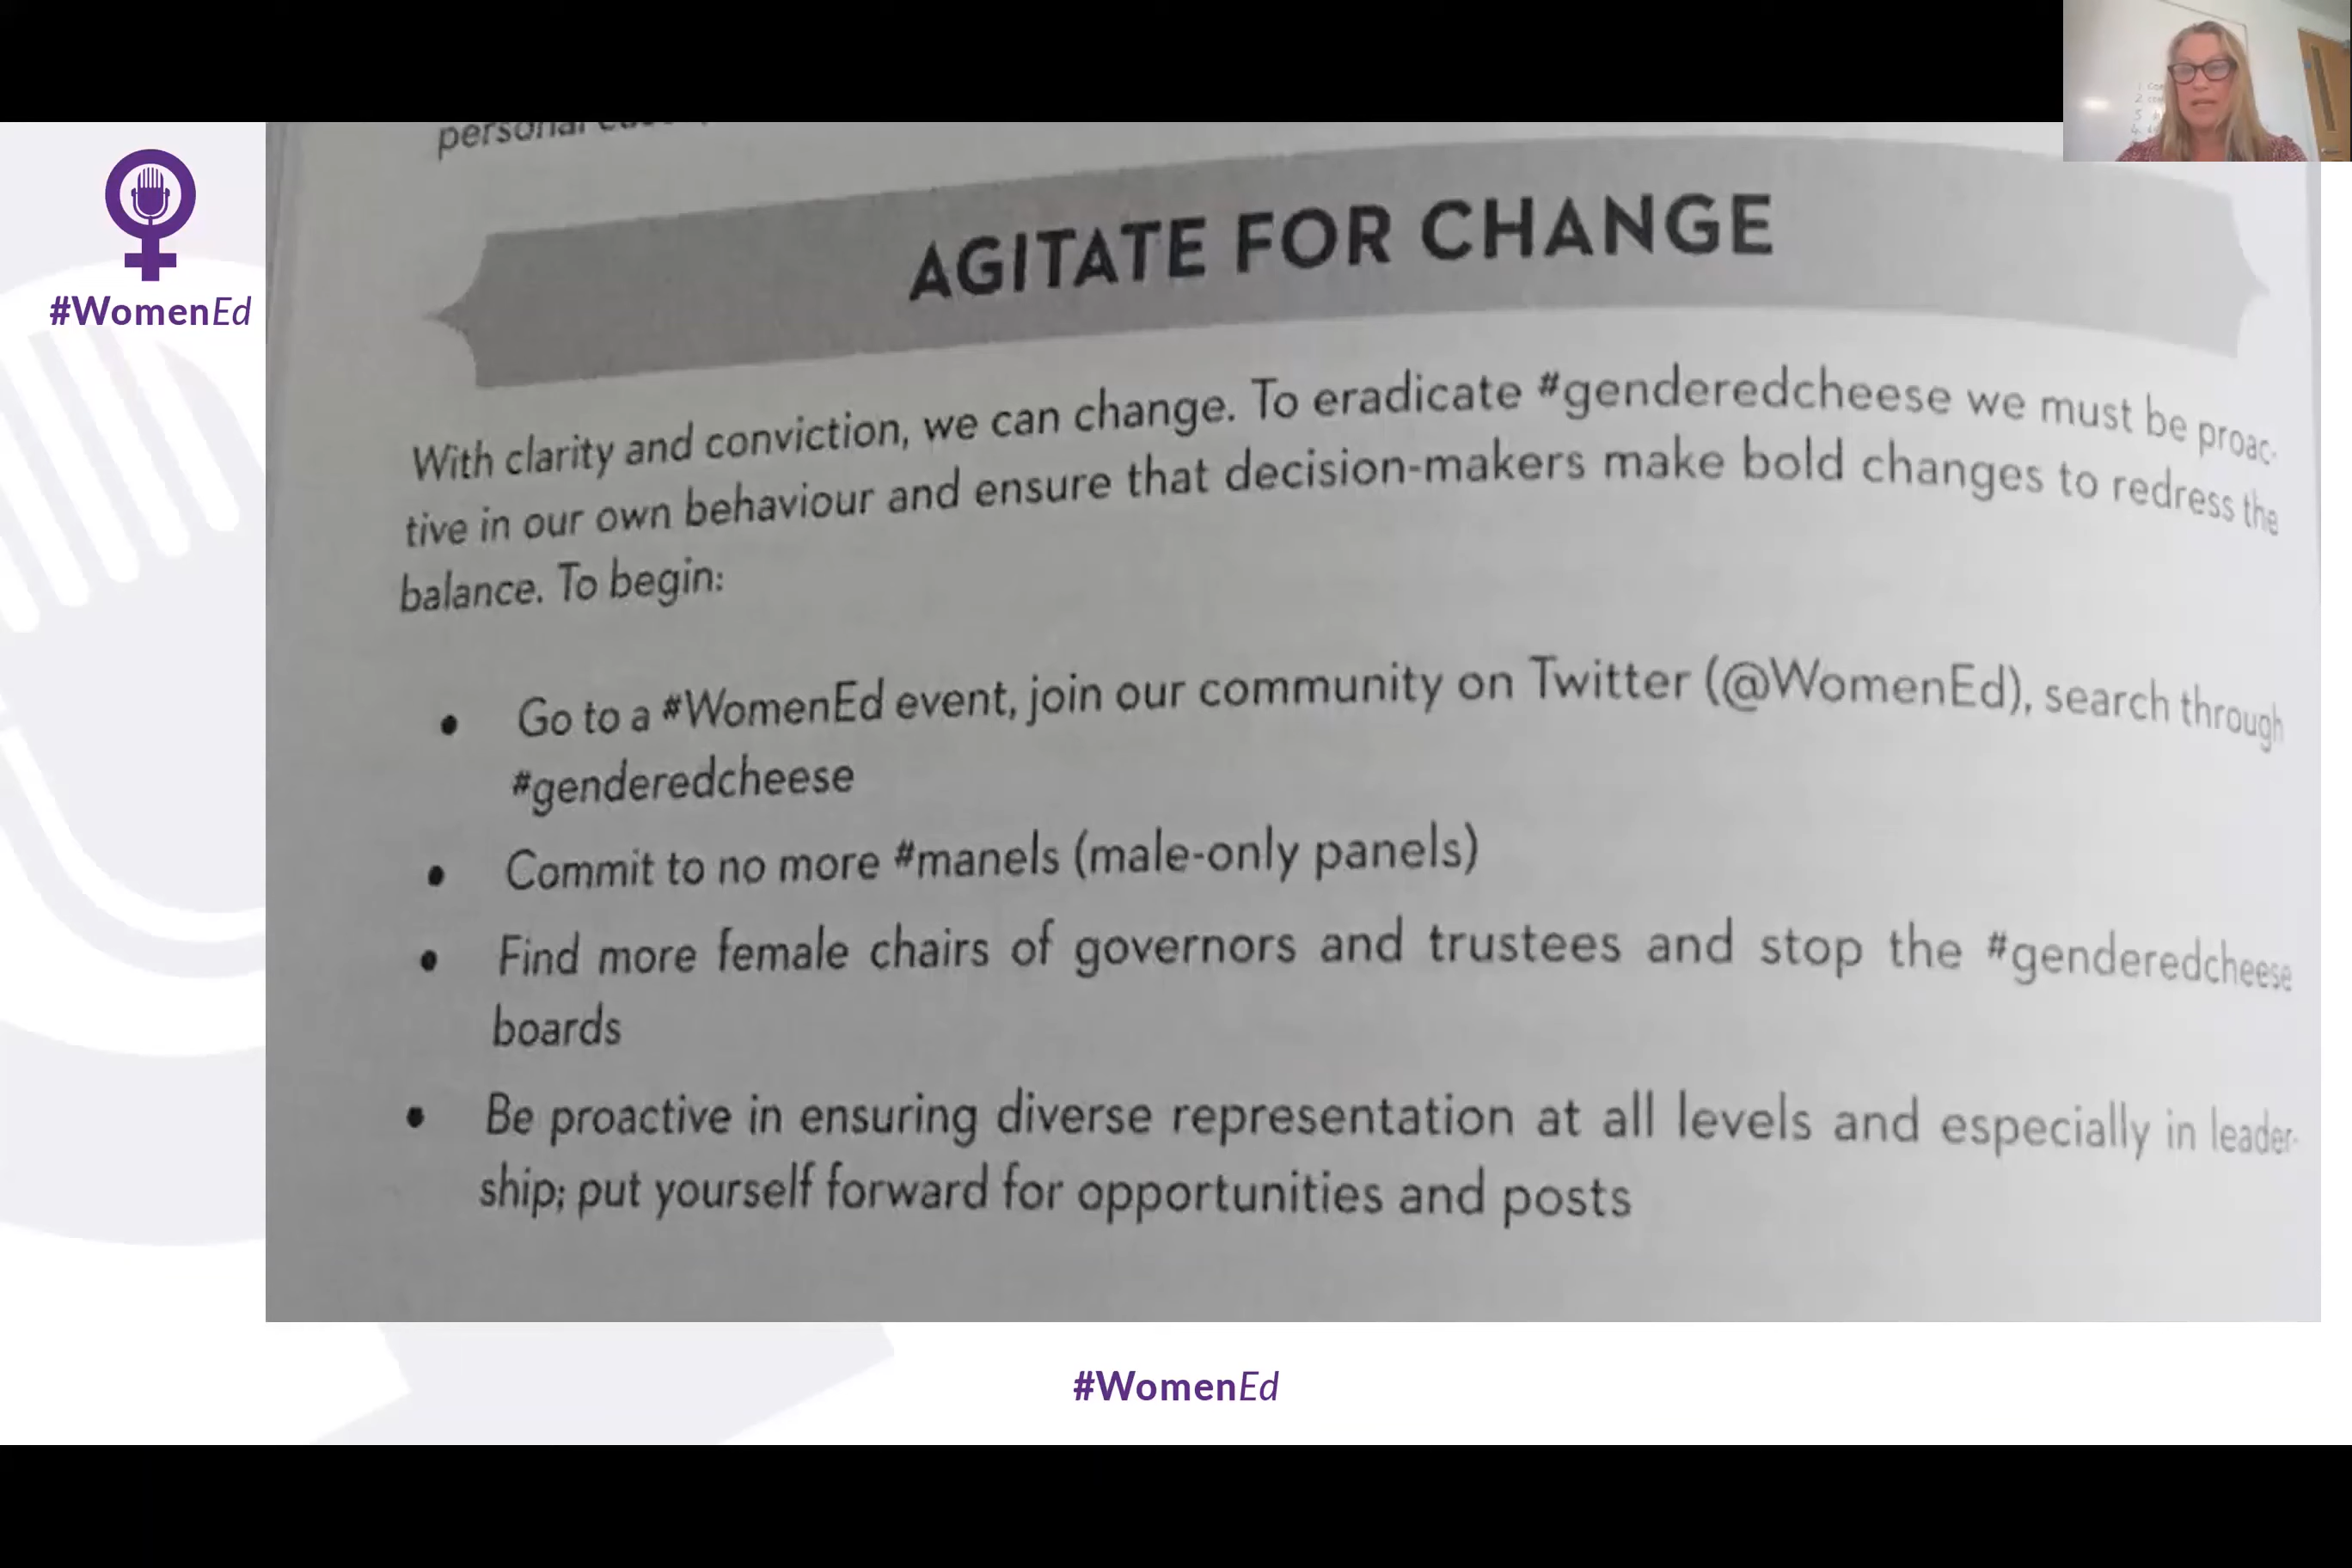 personal
#WomenEd
AGITATE FOR CHANGE
With clarity and conviction, we can change. To eradicate #genderedcheese we must be proac-
tive in our own behaviour and ensure that decision-makers make bold changes to redress the
balance. To begin:
• Go to a #WomenEd event, join our community on Twitter (@WomenEd), search through
#genderedcheese
• Commit to no more #manels (male-only panels)
• Find more female chairs of governors and trustees and stop the #genderedcheese
boards
• Be proactive in ensuring diverse representation at all levels and especially in leader-
ship; put yourself forward for opportunities and posts
#WomenEd